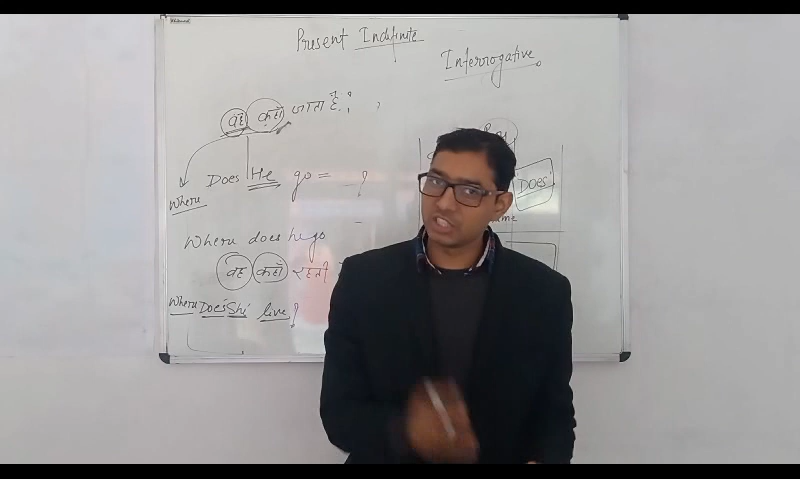 Present Indefinite
Interrogative
वह कहाँ जाता है ?
Does He go = _ ?
Does
Where
Where does he go
वह कहाँ रहती
Where Does Shi live ?